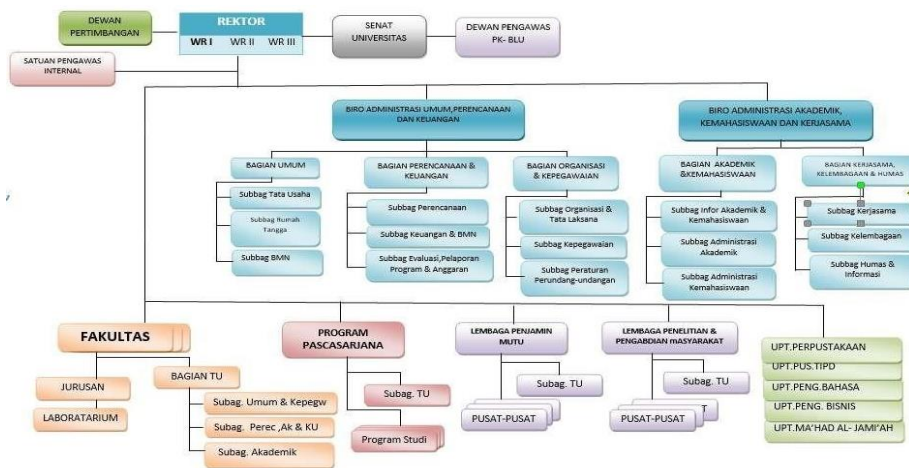 DEWAN
PERTIMBANGAN
REKTOR
WR I WR II WR III
SENAT
UNIVERSITAS
DEWAN PENGAWAS
PK- BLU
SATUAN PENGAWAS
INTERNAL
BIRO ADMINISTRASI UMUM,PERENCANAAN
DAN KEUANGAN
BIRO ADMINISTRASI AKADEMIK,
KEMAHASISWAAN DAN KERJASAMA
BAGIAN UMUM
Subbag Tata Usaha
Subbag Rumah
Tangga
Subbag BMN
BAGIAN PERENCANAAN &
KEUANGAN
Subbag Perencanaan
Subbag Keuangan & BMN
Subbag Evaluasi,Pelaporan
Program & Anggaran
BAGIAN ORGANISASI
& KEPEGAWAIAN
Subbag Organisasi &
Tata Laksana
Subbag Kepegawaian
Subbag Peraturan
Perundang-undangan
BAGIAN AKADEMIK
&KEMAHASISWAAN
Subbag Infor Akademik &
Kemahasiswaan
Subbag Administrasi
Akademik
Subbag Administrasi
Kemahasiswaan
BAGIAN KERJASAMA,
KELEMBAGAAN & HUMAS
Subbag Kerjasama
Subbag Kelembagaan
Subbag Humas &
Informasi
FAKULTAS
JURUSAN
LABORATARIUM
BAGIAN TU
Subag. Umum & Kepegw
Subag. Perec ,Ak & KU
Subag. Akademik
PROGRAM
PASCASARJANA
Subag. TU
Program Studi
LEMBAGA PENJAMIN
MUTU
Subag. TU
PUSAT-PUSAT
LEMBAGA PENELITIAN &
PENGABDIAN mASYARAKAT
Subag. TU
PUSAT-PUSAT
T
UPT.PERPUSTAKAAN
UPT.PUS.TIPD
UPT.PENG.BAHASA
UPT.PENG. BISNIS
UPT.MA'HAD AL- JAMI'AH